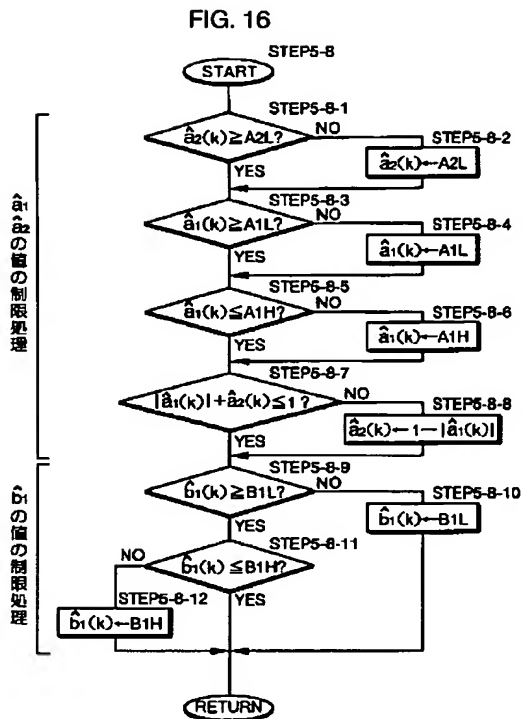 FIG. 16
STEP5-8
START
STEP5-8-1
â₂(k)≧A2L?
NO
YES
STEP5-8-2
â₂(k)←A2L
STEP5-8-3
â₁(k)≧A1L?
NO
YES
STEP5-8-4
â₁(k)←A1L
STEP5-8-5
â₁(k)≦A1H?
NO
YES
STEP5-8-6
â₁(k)←A1H
STEP5-8-7
|â₁(k)|+â₂(k)≦1?
NO
YES
STEP5-8-8
â₂(k)←1−|â₁(k)|
â₁
â₂の値の制限処理
STEP5-8-9
b̂₁(k)≧B1L?
NO
YES
STEP5-8-10
b̂₁(k)←B1L
STEP5-8-11
b̂₁(k)≦B1H?
NO
YES
STEP5-8-12
b̂₁(k)←B1H
b̂₁の値の制限処理
RETURN